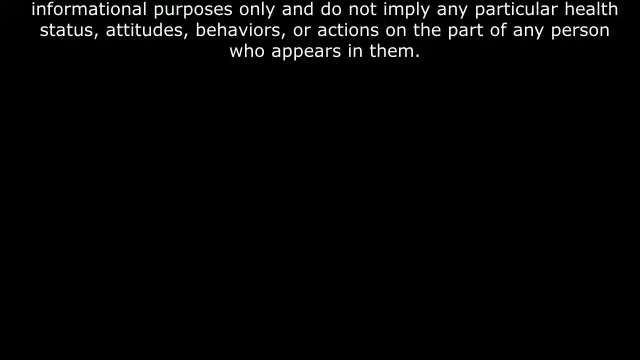 informational purposes only and do not imply any particular health
status, attitudes, behaviors, or actions on the part of any person
who appears in them.